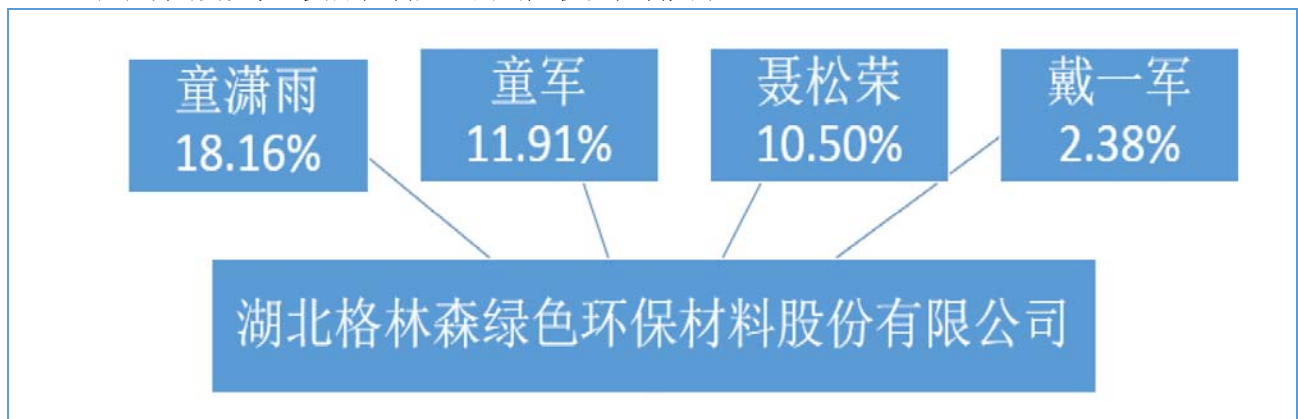 童潇雨
18.16%
童军
11.91%
聂松荣
10.50%
戴一军
2.38%
湖北格林森绿色环保材料股份有限公司